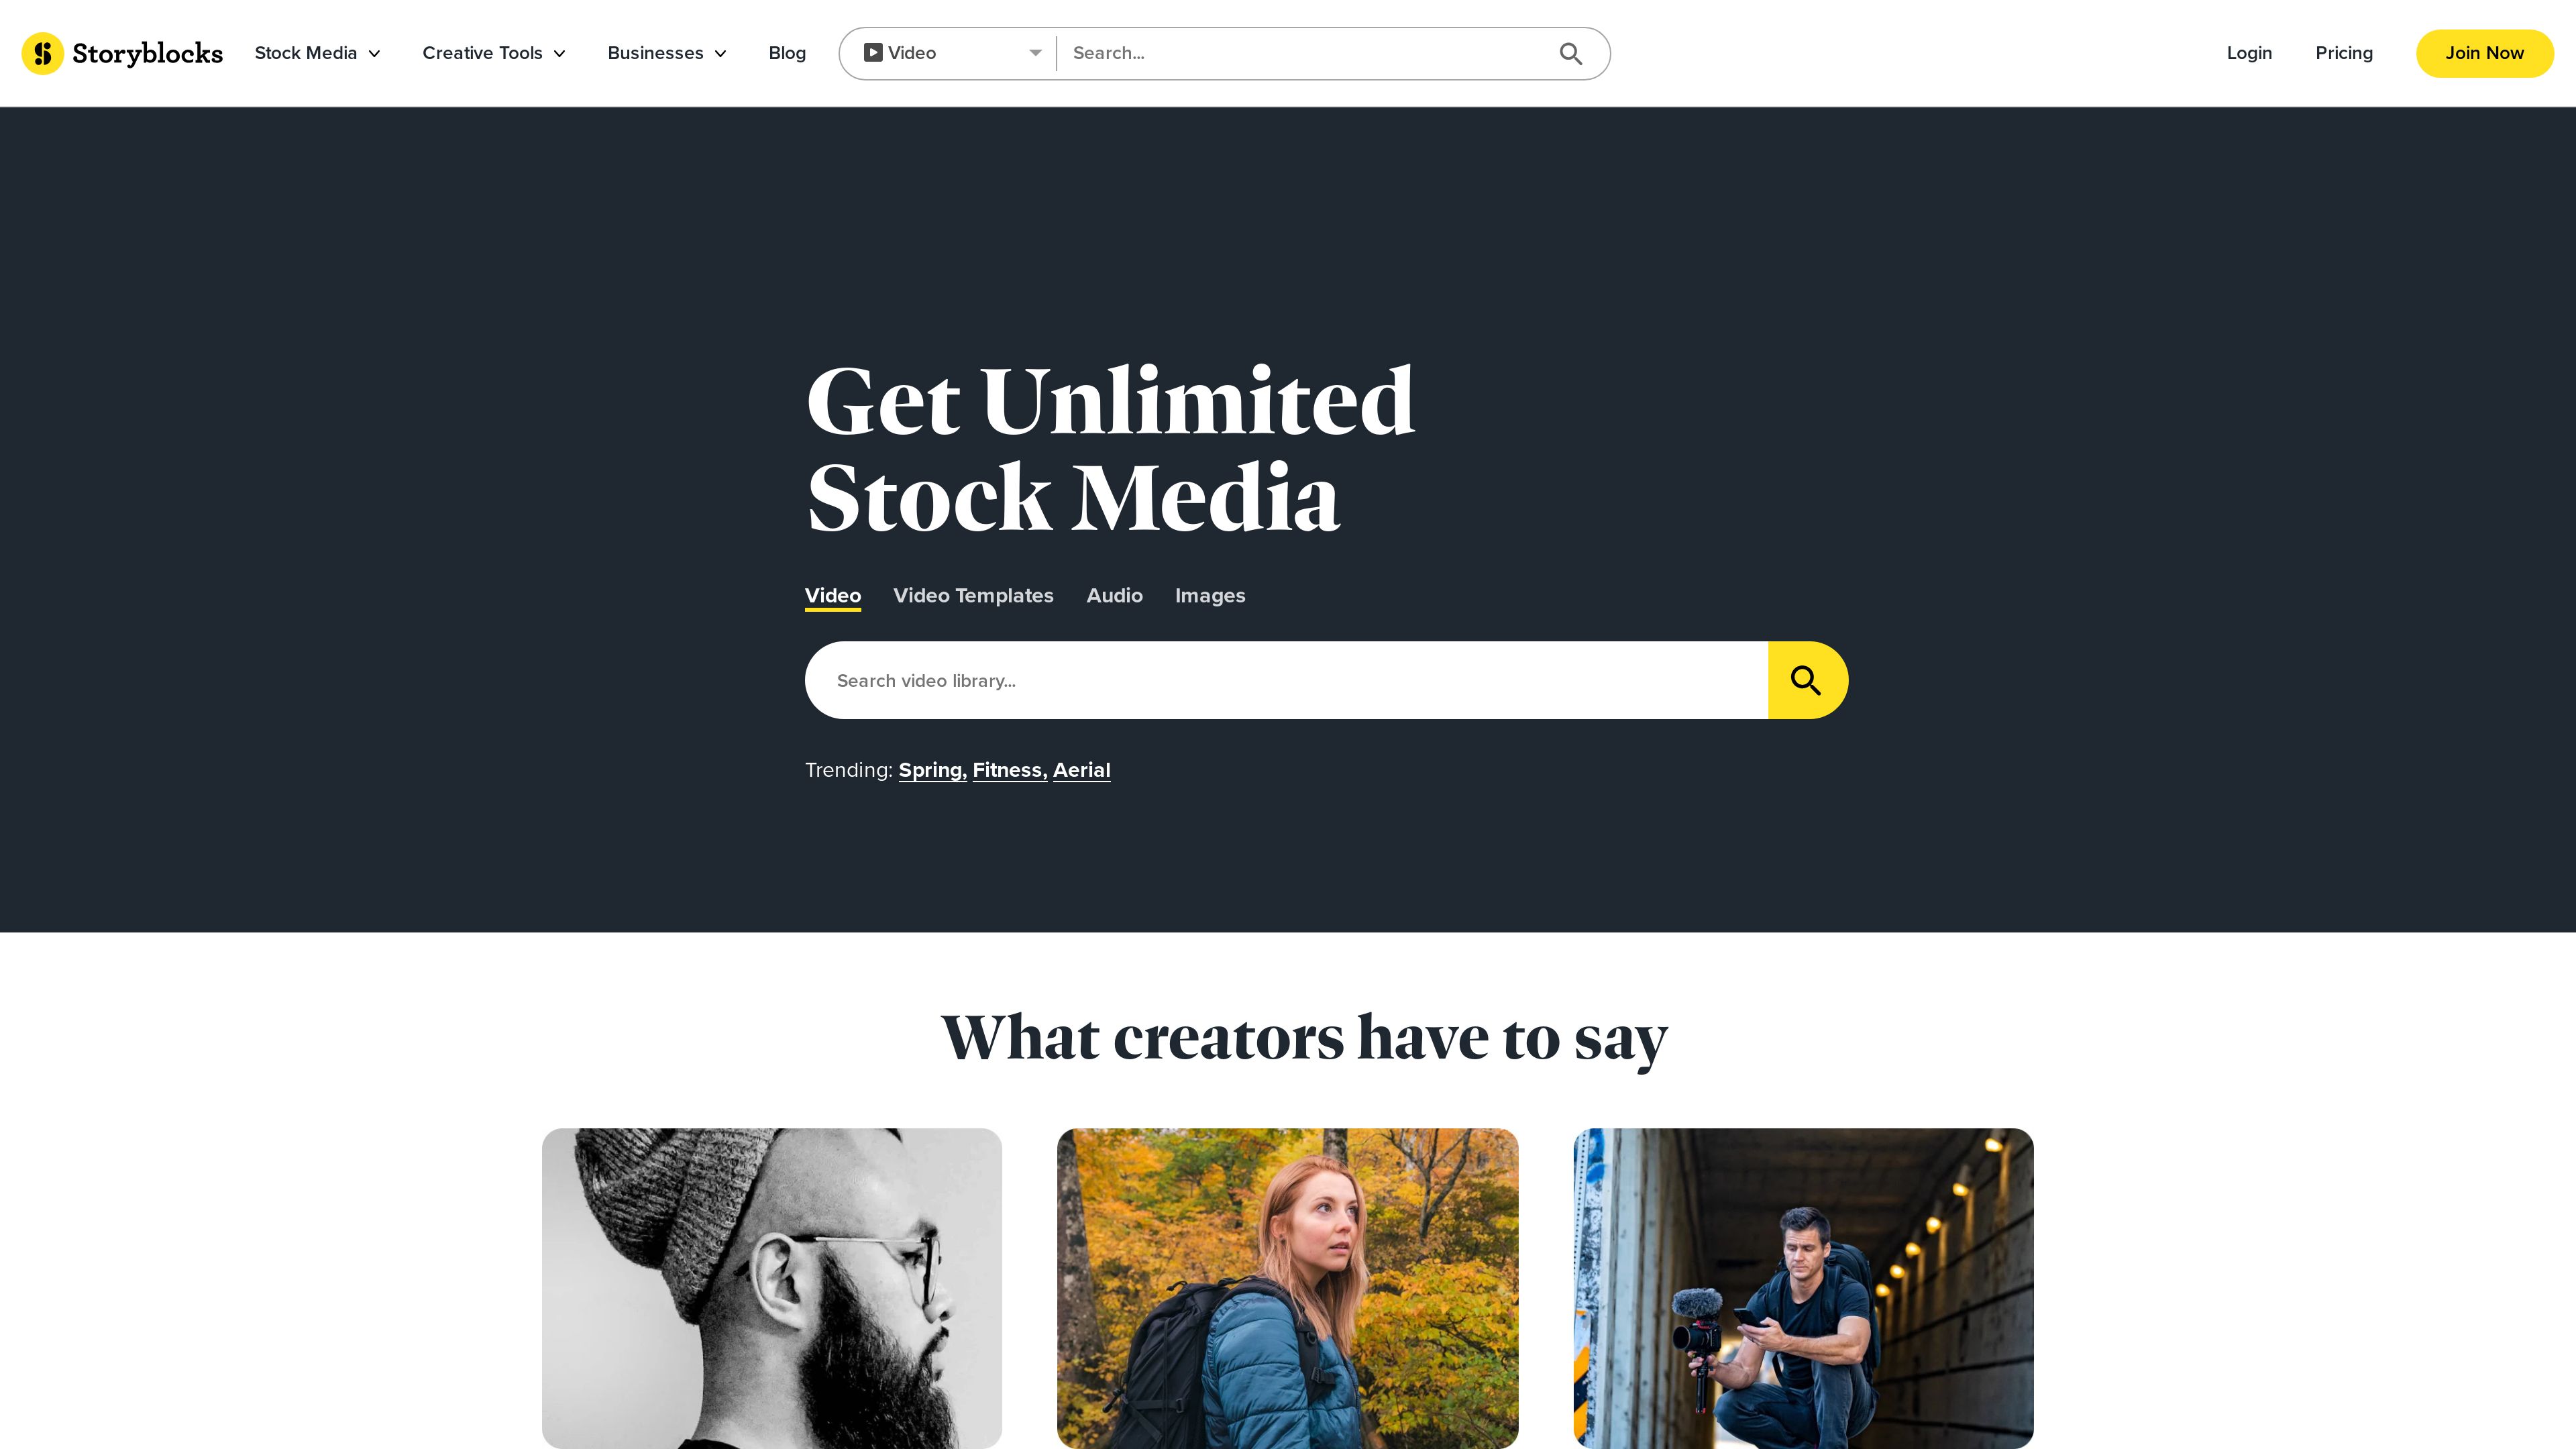 Storyblocks Stock Media Creative Tools Businesses Blog Video Search... Login Pricing Join Now
Get Unlimited
Stock Media
Video Video Templates Audio Images
Search video library...
Trending: Spring, Fitness, Aerial
What creators have to say